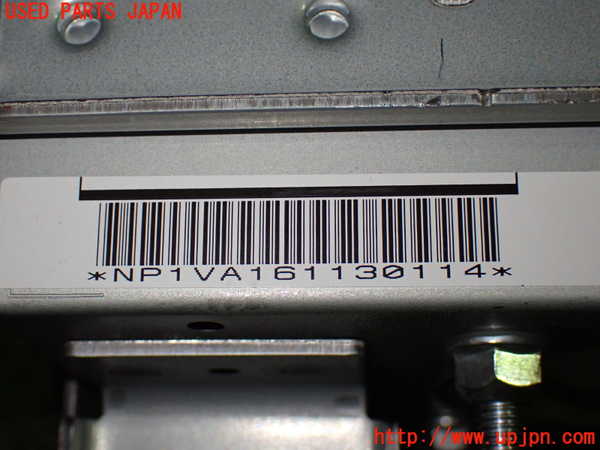 USED PARTS JAPAN
*NP1VA161130114*
http://www.upjpn.com/